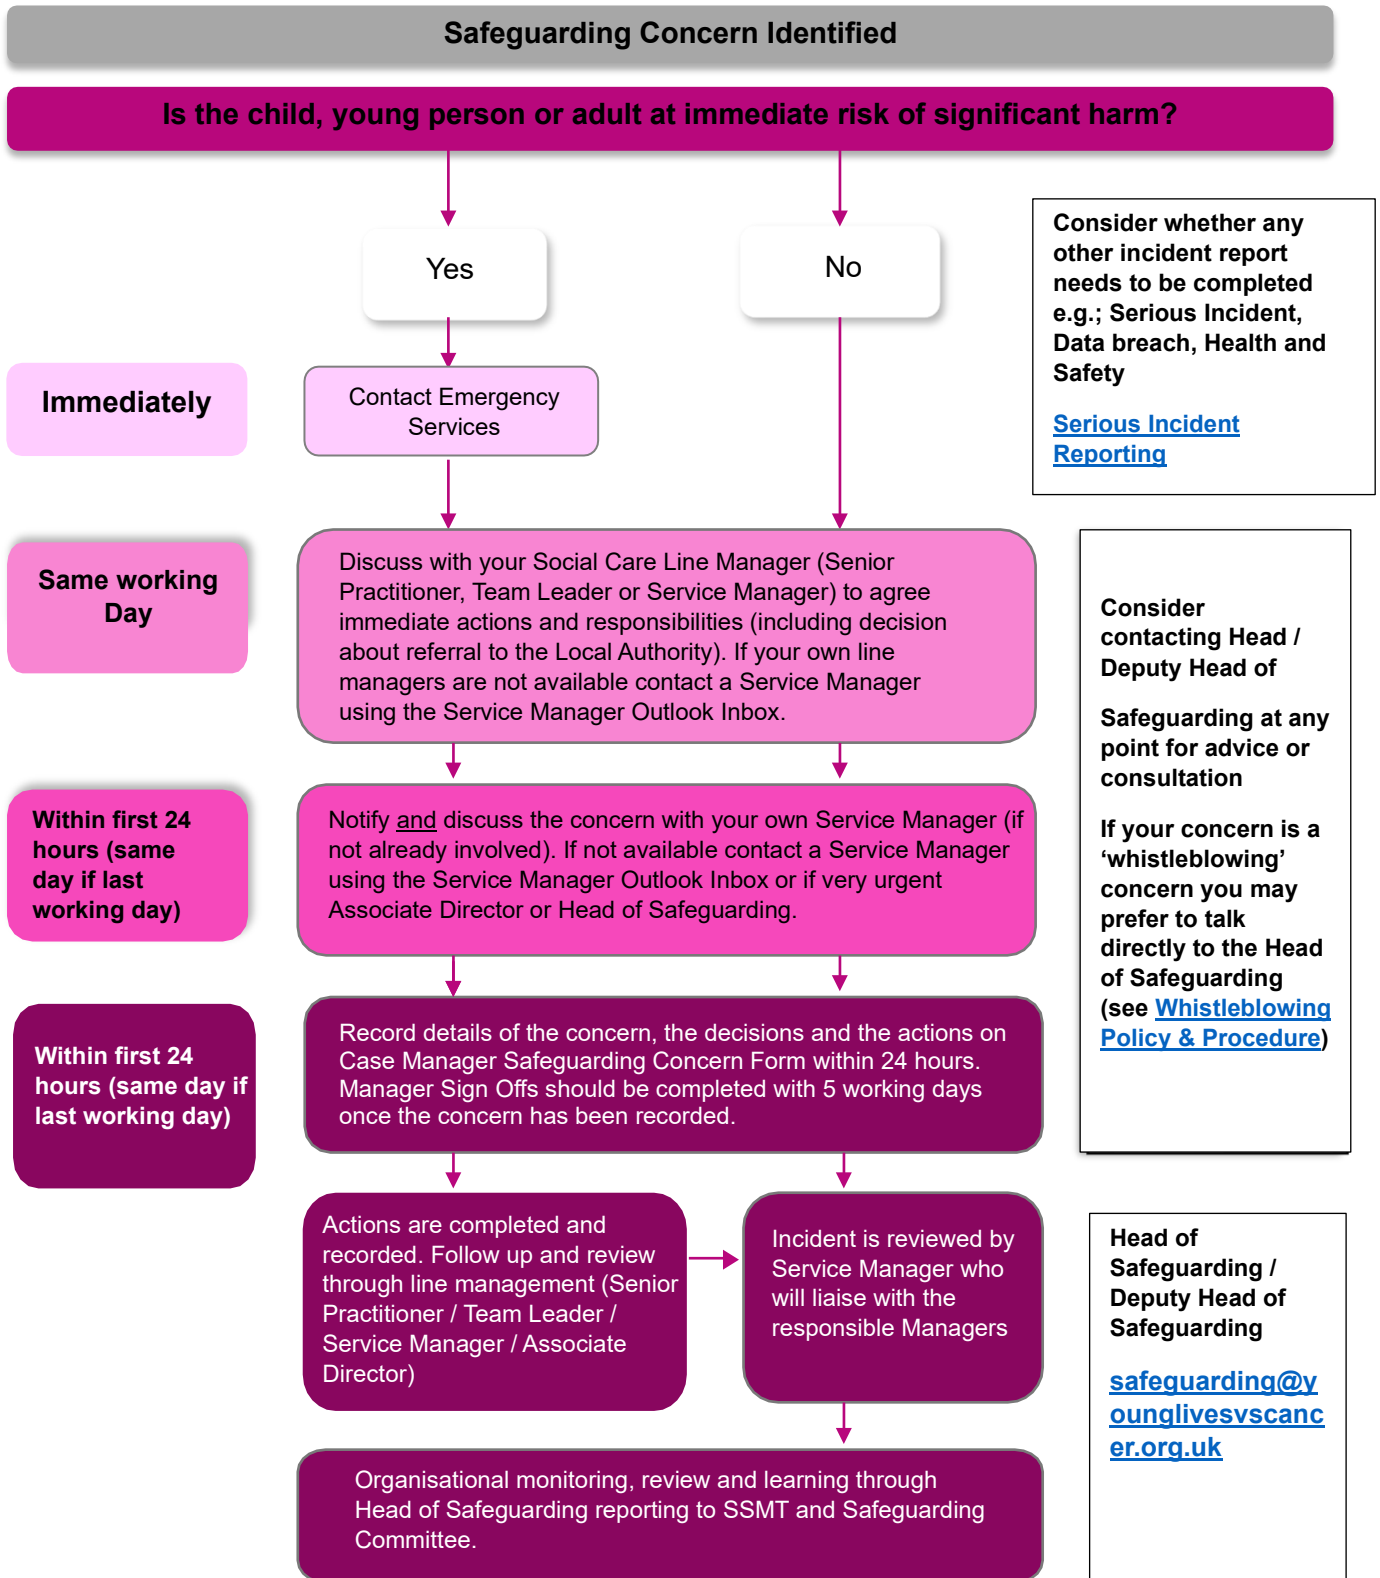 Safeguarding Concern Identified
Is the child, young person or adult at immediate risk of significant harm?
Yes
No
Consider whether any
other incident report
needs to be completed
e.g.; Serious Incident,
Data breach, Health and
Safety
Serious Incident
Reporting
Immediately
Contact Emergency
Services
Same working
Day
Discuss with your Social Care Line Manager (Senior
Practitioner, Team Leader or Service Manager) to agree
immediate actions and responsibilities (including decision
about referral to the Local Authority). If your own line
managers are not available contact a Service Manager
using the Service Manager Outlook Inbox.
Consider
contacting Head /
Deputy Head of
Safeguarding at any
point for advice or
consultation
If your concern is a
‘whistleblowing’
concern you may
prefer to talk
directly to the Head
of Safeguarding
(see Whistleblowing
Policy & Procedure)
Within first 24
hours (same
day if last
working day)
Notify and discuss the concern with your own Service Manager (if
not already involved). If not available contact a Service Manager
using the Service Manager Outlook Inbox or if very urgent
Associate Director or Head of Safeguarding.
Within first 24
hours (same day if
last working day)
Record details of the concern, the decisions and the actions on
Case Manager Safeguarding Concern Form within 24 hours.
Manager Sign Offs should be completed with 5 working days
once the concern has been recorded.
Actions are completed and
recorded. Follow up and review
through line management (Senior
Practitioner / Team Leader /
Service Manager / Associate
Director)
Incident is reviewed by
Service Manager who
will liaise with the
responsible Managers
Head of
Safeguarding /
Deputy Head of
Safeguarding
safeguarding@y
ounglivesvscanc
er.org.uk
Organisational monitoring, review and learning through
Head of Safeguarding reporting to SSMT and Safeguarding
Committee.